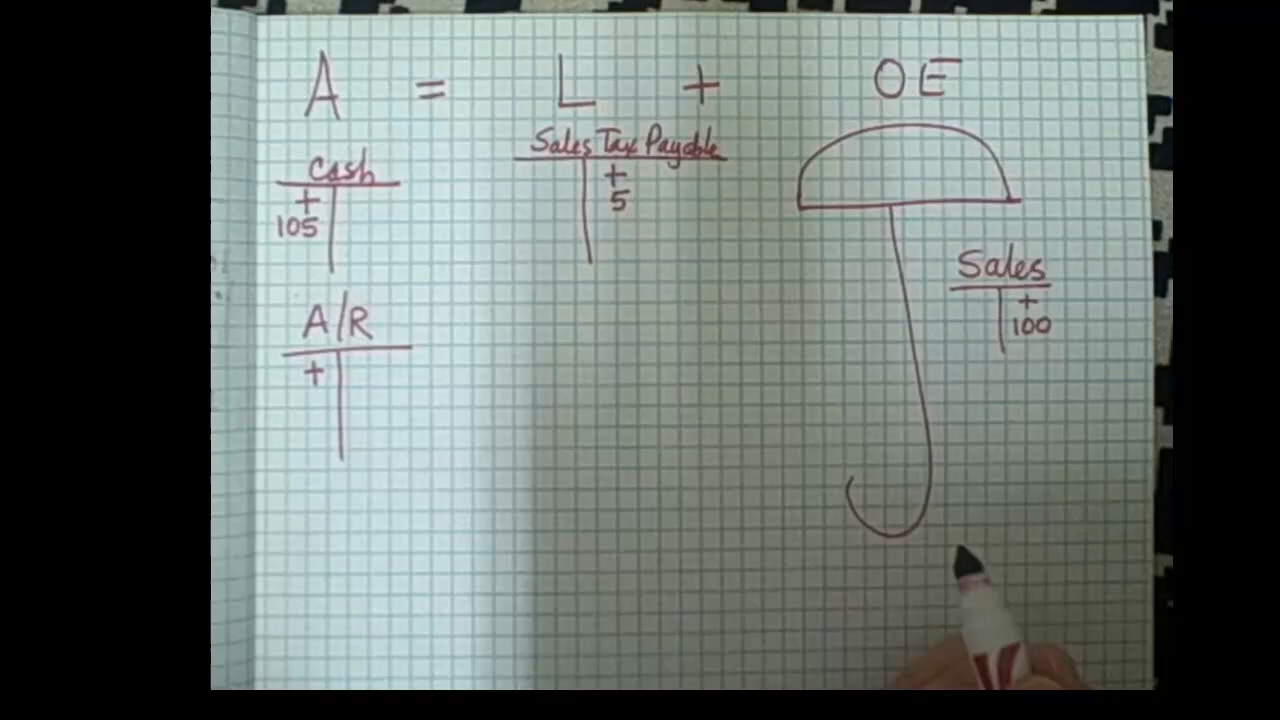 A = L + OE
Cash
+
105
A/R
+
Sales Tax Payable
+
5
Sales
+
100